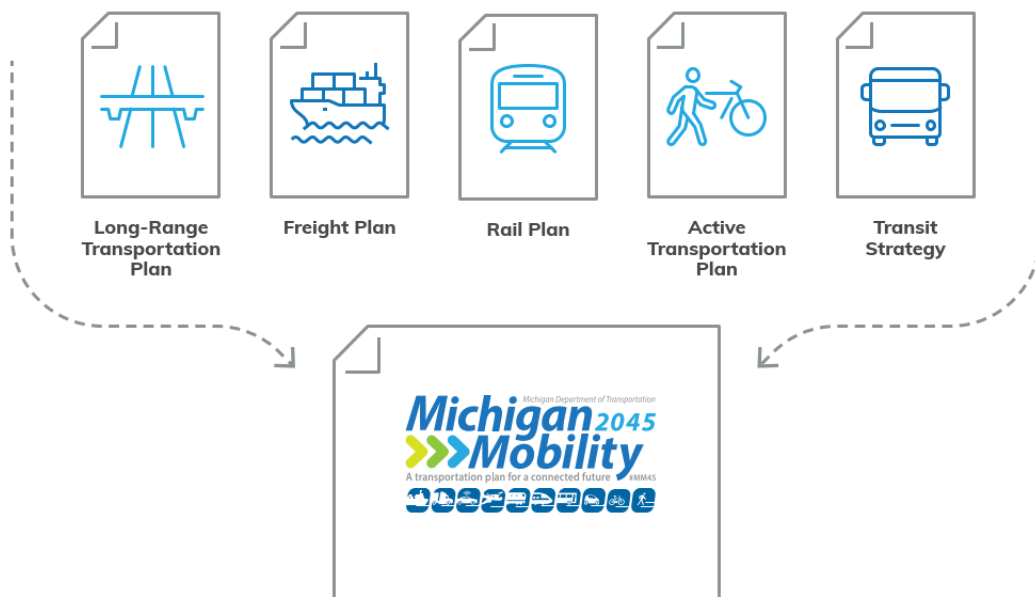 Long-Range
Transportation
Plan
Freight Plan
Rail Plan
Active
Transportation
Plan
Transit
Strategy
Michigan Department of Transportation
Michigan 2045
Mobility
A transportation plan for a connected future #MM45